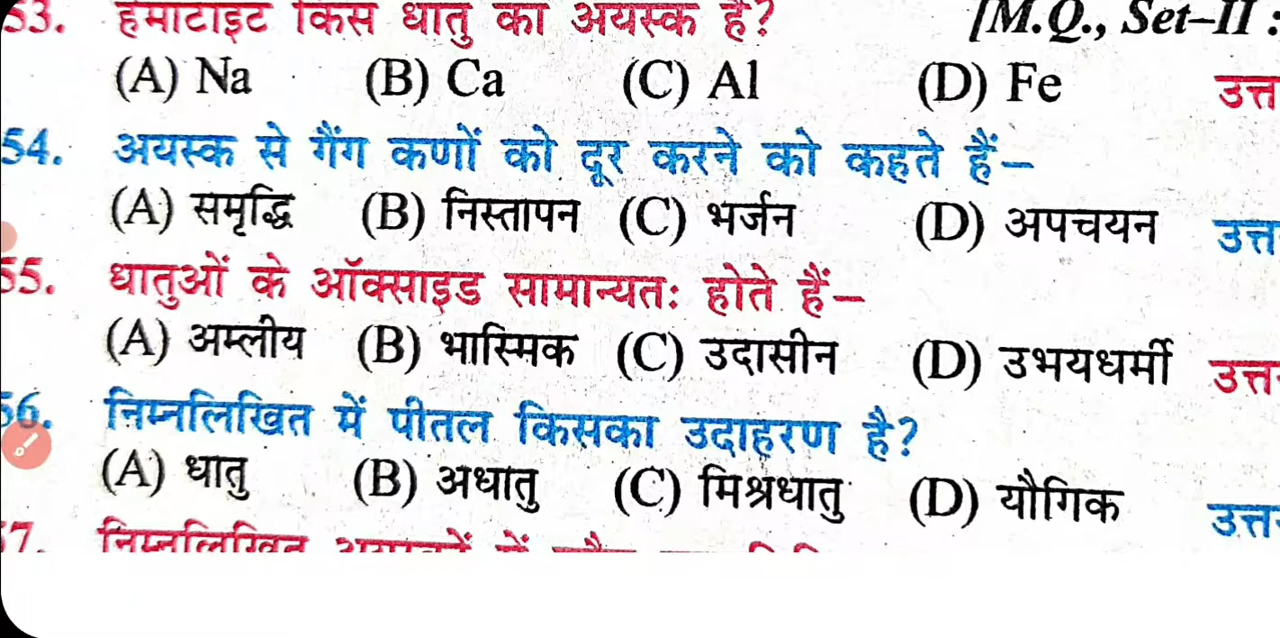 53. हेमाटाइट किस धातु का अयस्क है? [M.Q., Set–II :
(A) Na (B) Ca (C) Al (D) Fe उत्त
54. अयस्क से गैंग कणों को दूर करने को कहते हैं–
(A) समृद्धि (B) निस्तापन (C) भर्जन (D) अपचयन उत्त
55. धातुओं के ऑक्साइड सामान्यतः होते हैं–
(A) अम्लीय (B) भास्मिक (C) उदासीन (D) उभयधर्मी उत्त
56. निम्नलिखित में पीतल किसका उदाहरण है?
(A) धातु (B) अधातु (C) मिश्रधातु (D) यौगिक उत्त
57. निम्नलिखित